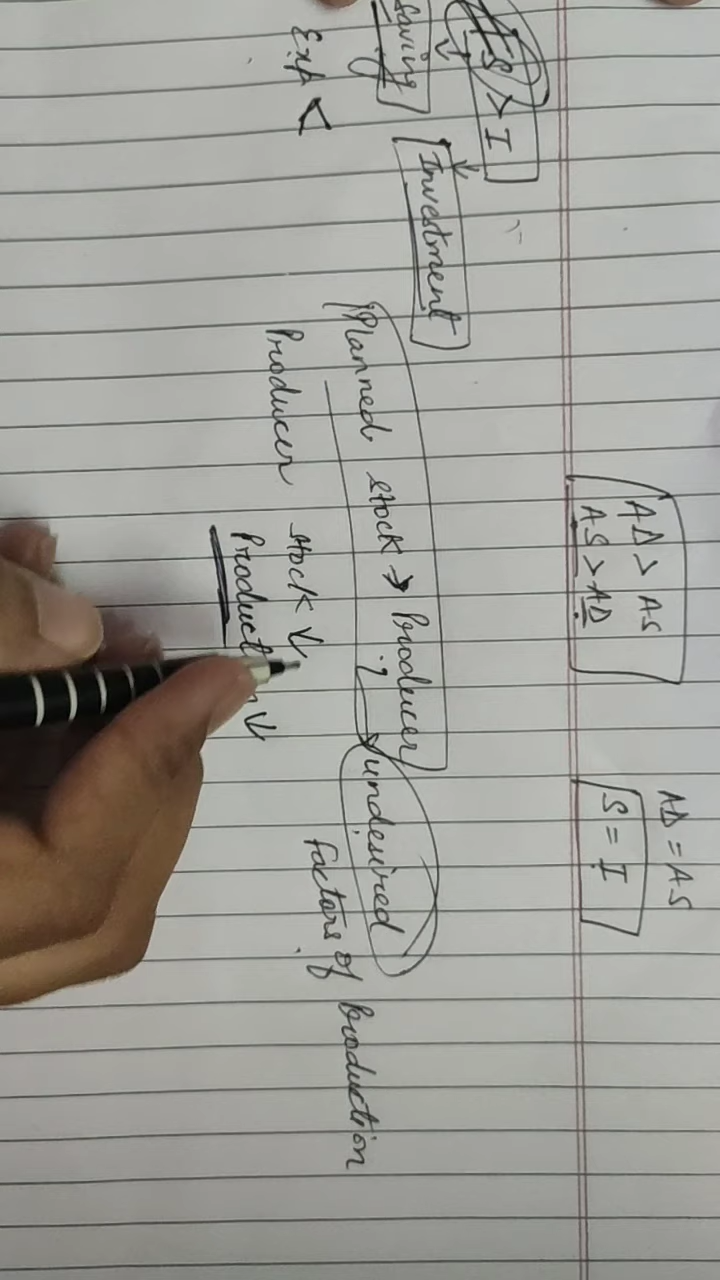 AD > AS
AS > AD
AD = AS
S = I
S > I
Saving
Investment
Exp <
Planned stock → Producer
undesired
Producer stock ↓
factors of production
Product n ↓